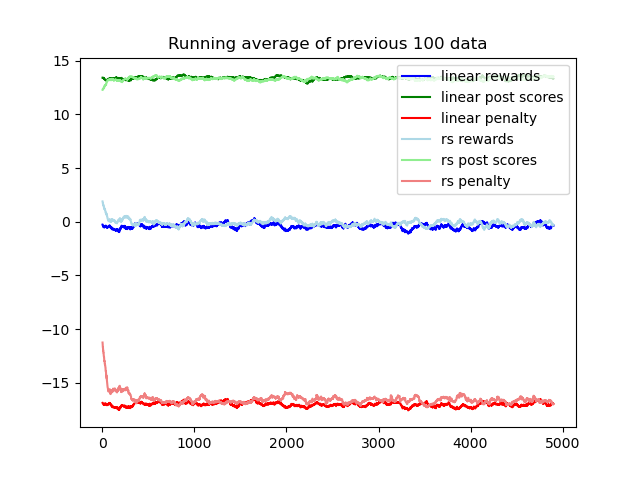 Running average of previous 100 data
15
10
5
0
−5
−10
−15
0
1000
2000
3000
4000
5000
linear rewards
linear post scores
linear penalty
rs rewards
rs post scores
rs penalty